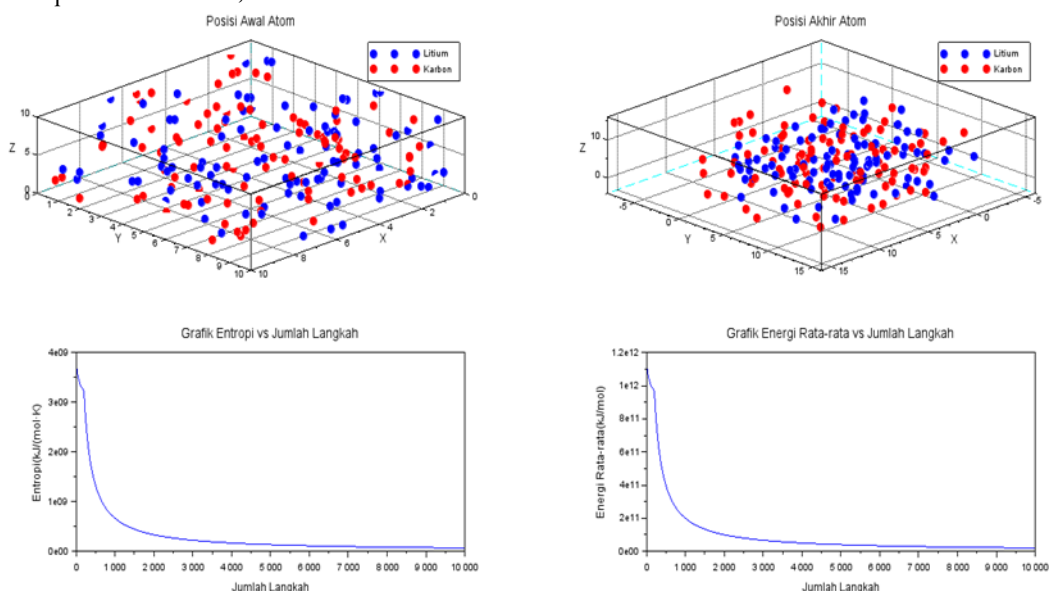 Posisi Awal Atom
Litium
Karbon
10
5
0
Z
0
1
2
3
4
5
6
7
8
9
10
Y
10
8
6
4
2
0
X
Posisi Akhir Atom
Litium
Karbon
10
0
Z
-5
0
5
10
15
Y
15
10
5
0
-5
X
Grafik Entropi vs Jumlah Langkah
4e09
3e09
2e09
1e09
0e00
Entropi(kJ/(mol·K)
0 1 000 2 000 3 000 4 000 5 000 6 000 7 000 8 000 9 000 10 000
Jumlah Langkah
Grafik Energi Rata-rata vs Jumlah Langkah
1.2e12
1e12
8e11
6e11
4e11
2e11
0e00
Energi Rata-rata(kJ/mol)
0 1 000 2 000 3 000 4 000 5 000 6 000 7 000 8 000 9 000 10 000
Jumlah Langkah